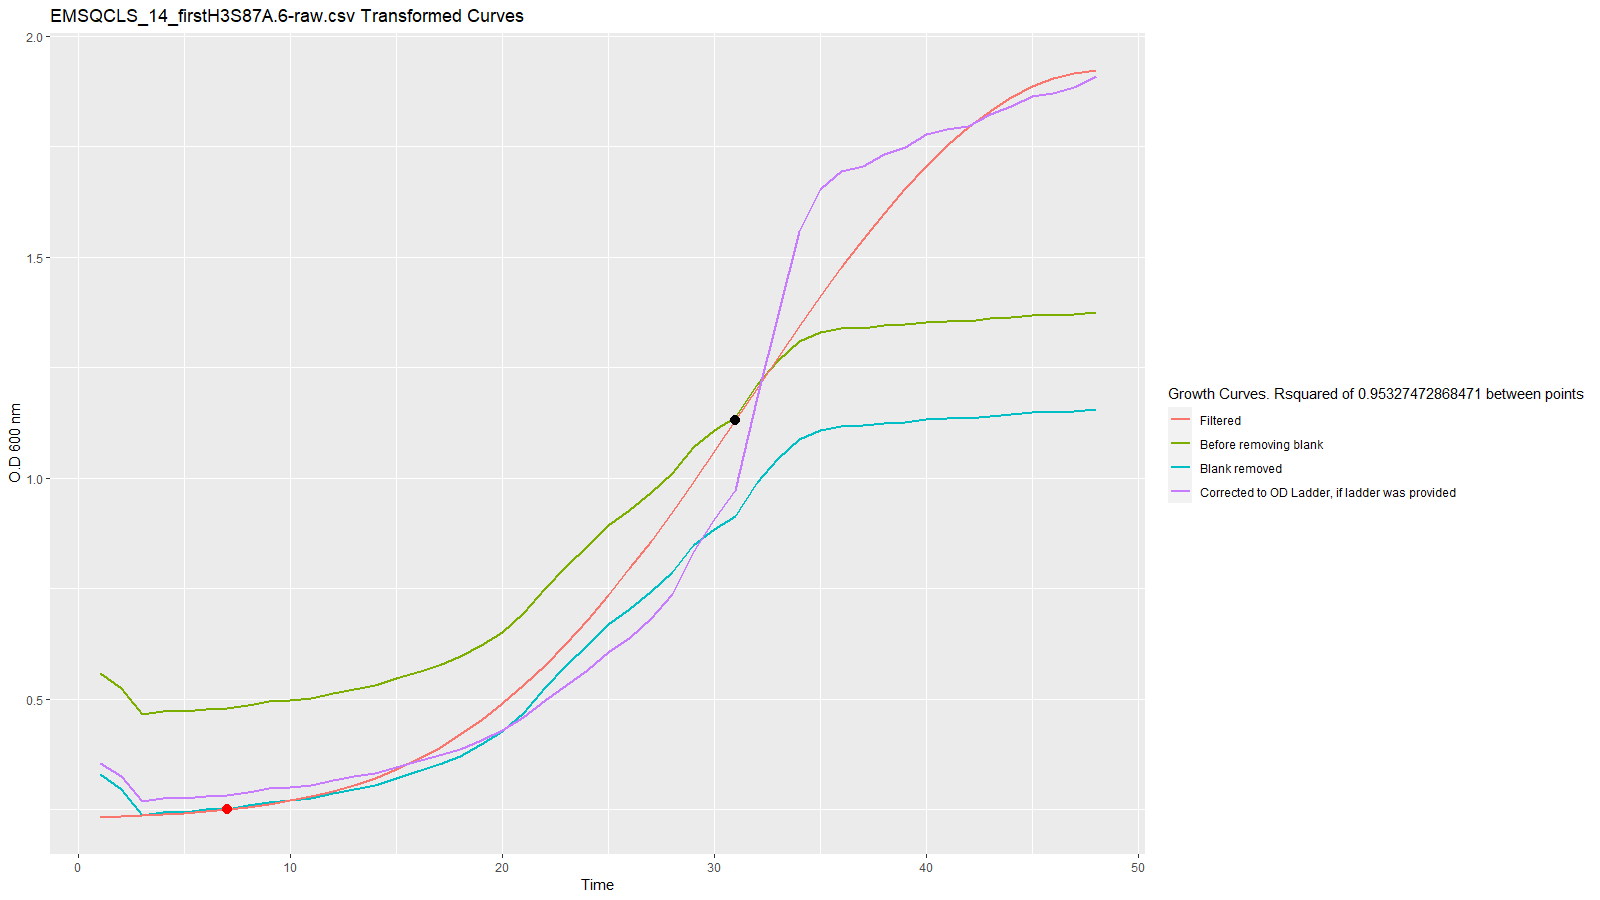 EMSQCLS_14_firstH3S87A.6-raw.csv Transformed Curves
2.0
1.5
1.0
0.5
O.D 600 nm
0
10
20
30
40
50
Time
Growth Curves. Rsquared of 0.95327472868471 between points
Filtered
Before removing blank
Blank removed
Corrected to OD Ladder, if ladder was provided